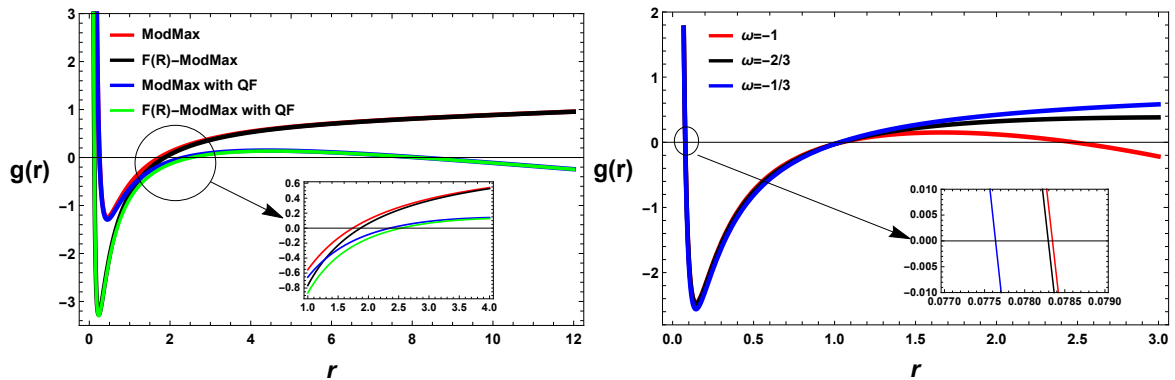 3
2
1
0
−1
−2
−3
g(r)
ModMax
F(R)−ModMax
ModMax with QF
F(R)−ModMax with QF
0.6
0.4
0.2
0.0
−0.2
−0.4
−0.6
−0.8
1.0 1.5 2.0 2.5 3.0 3.5 4.0
0 2 4 6 8 10 12
r
2
1
0
−1
−2
g(r)
ω=−1
ω=−2/3
ω=−1/3
0.010
0.005
0.000
−0.005
−0.010
0.0770 0.0775 0.0780 0.0785 0.0790
0.0 0.5 1.0 1.5 2.0 2.5 3.0
r